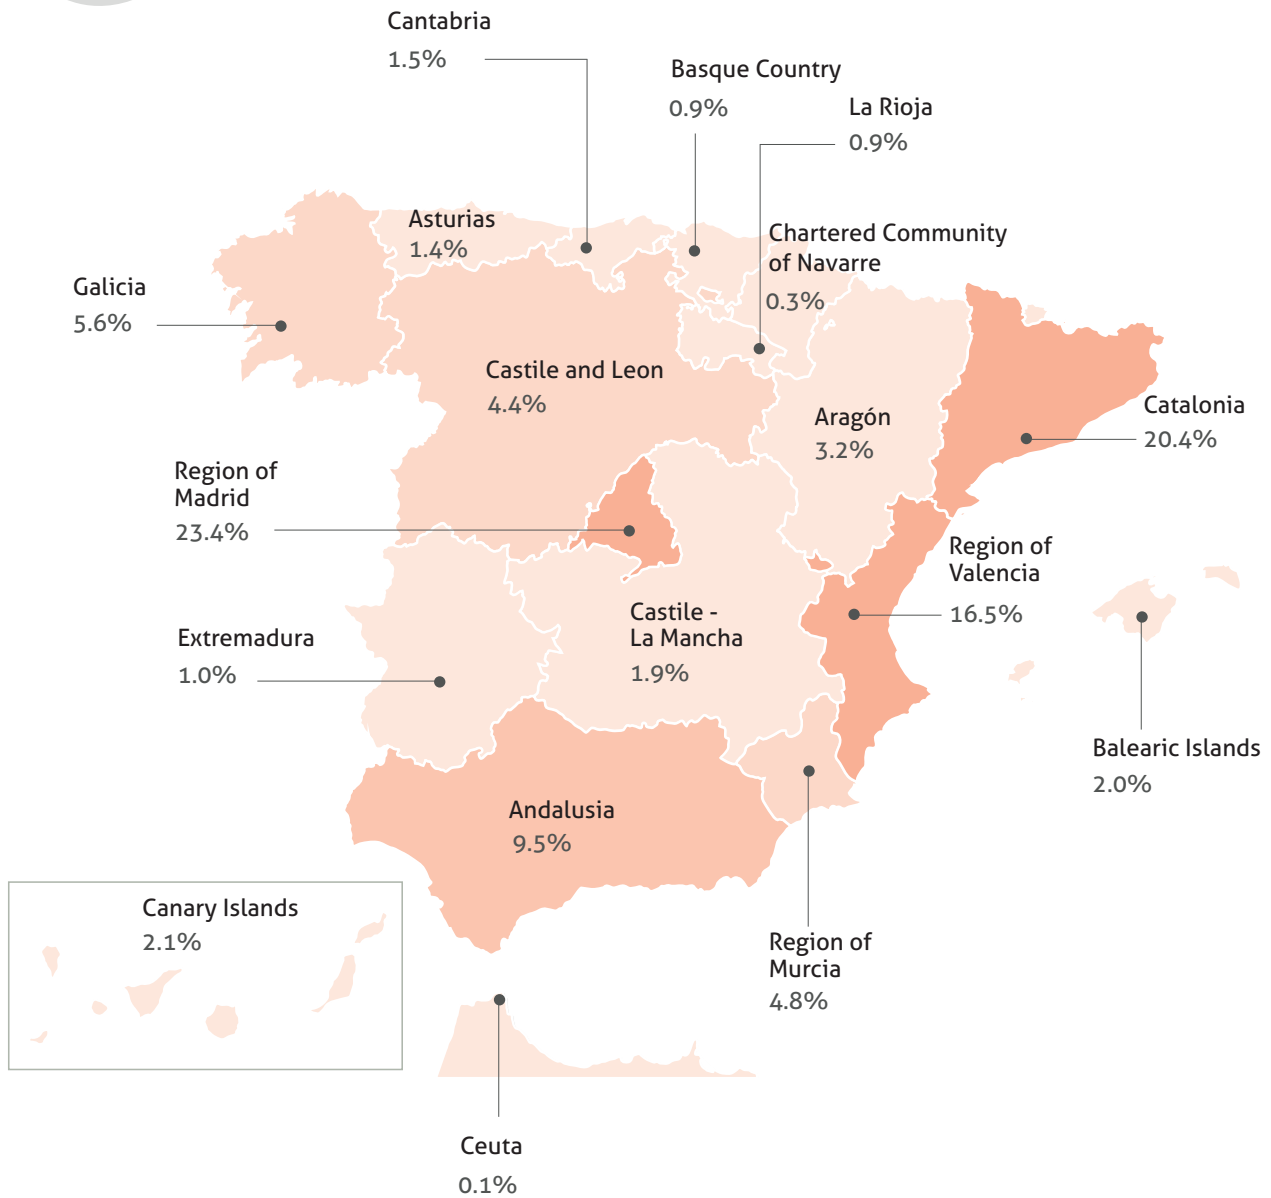 Cantabria
1.5%
Basque Country
0.9%
La Rioja
0.9%
Asturias
1.4%
Chartered Community
of Navarre
0.3%
Galicia
5.6%
Castile and Leon
4.4%
Aragón
3.2%
Catalonia
20.4%
Region of
Madrid
23.4%
Region of
Valencia
16.5%
Castile -
La Mancha
1.9%
Extremadura
1.0%
Balearic Islands
2.0%
Andalusia
9.5%
Canary Islands
2.1%
Region of
Murcia
4.8%
Ceuta
0.1%